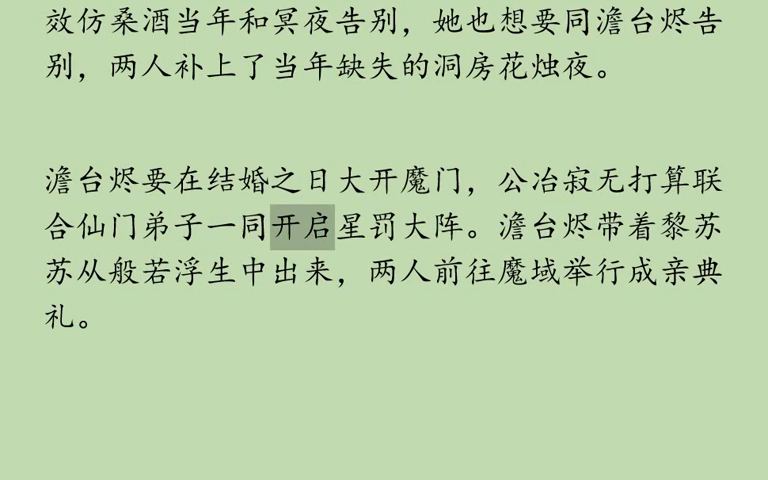 效仿桑酒当年和冥夜告别，她也想要同澹台烬告
别，两人补上了当年缺失的洞房花烛夜。
澹台烬要在结婚之日大开魔门，公冶寂无打算联
合仙门弟子一同开启星罚大阵。澹台烬带着黎苏
苏从般若浮生中出来，两人前往魔域举行成亲典
礼。